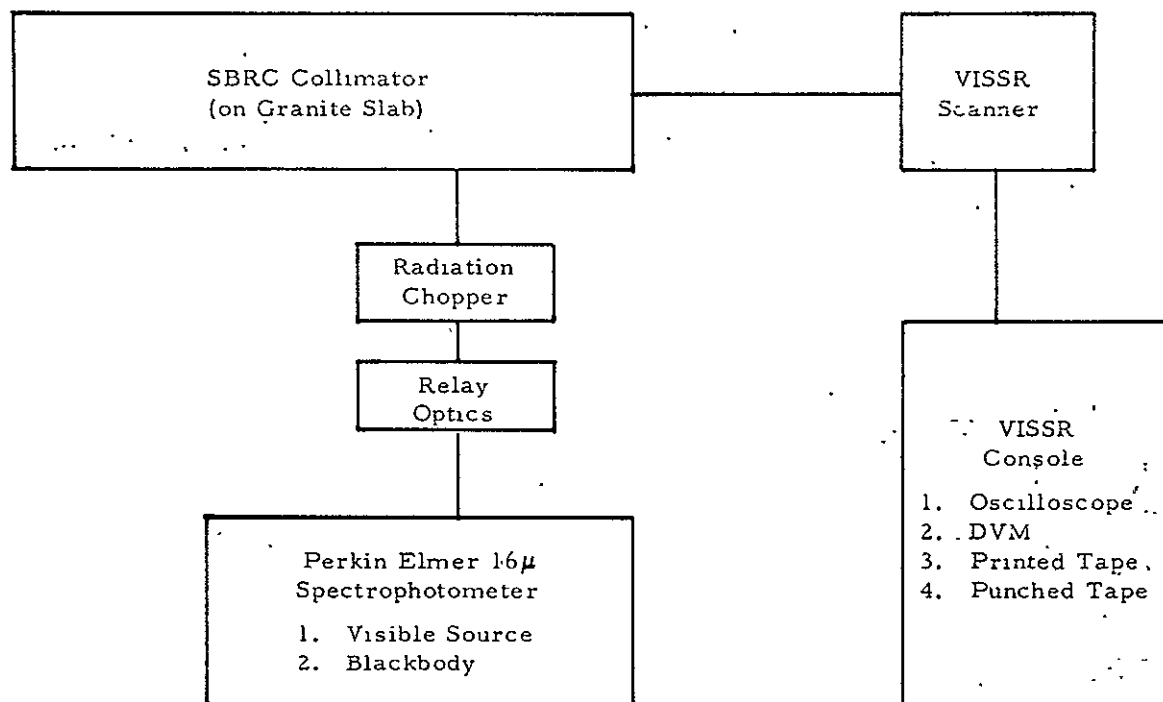 SBRC Collimator
(on Granite Slab)
VISSR
Scanner
Radiation
Chopper
Relay
Optics
Perkin Elmer 16μ
Spectrophotometer
1. Visible Source
2. Blackbody
VISSR
Console
1. Oscilloscope
2. DVM
3. Printed Tape
4. Punched Tape